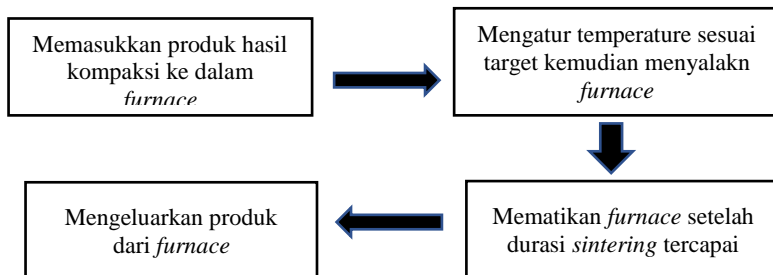 Memasukkan produk hasil
kompaksi ke dalam
furnace
Mengatur temperature sesuai
target kemudian menyalakn
furnace
Mematikan furnace setelah
durasi sintering tercapai
Mengeluarkan produk
dari furnace